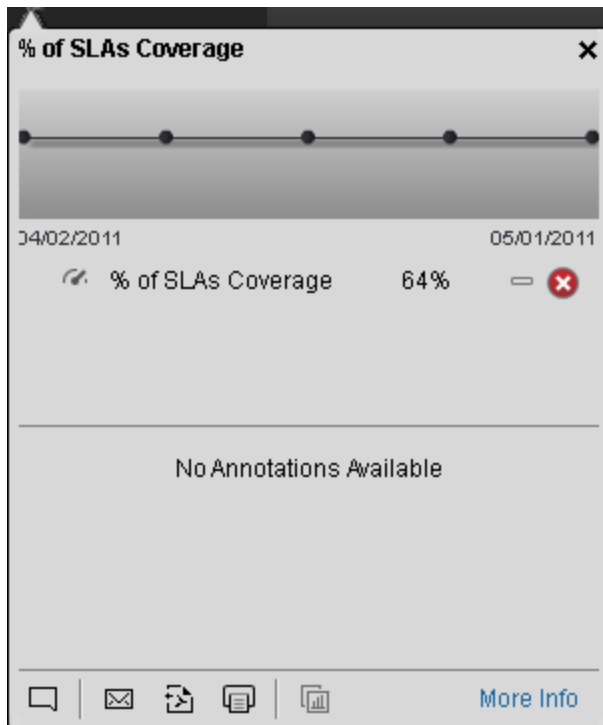 % of SLAs Coverage
04/02/2011 05/01/2011
% of SLAs Coverage 64%
No Annotations Available
More Info